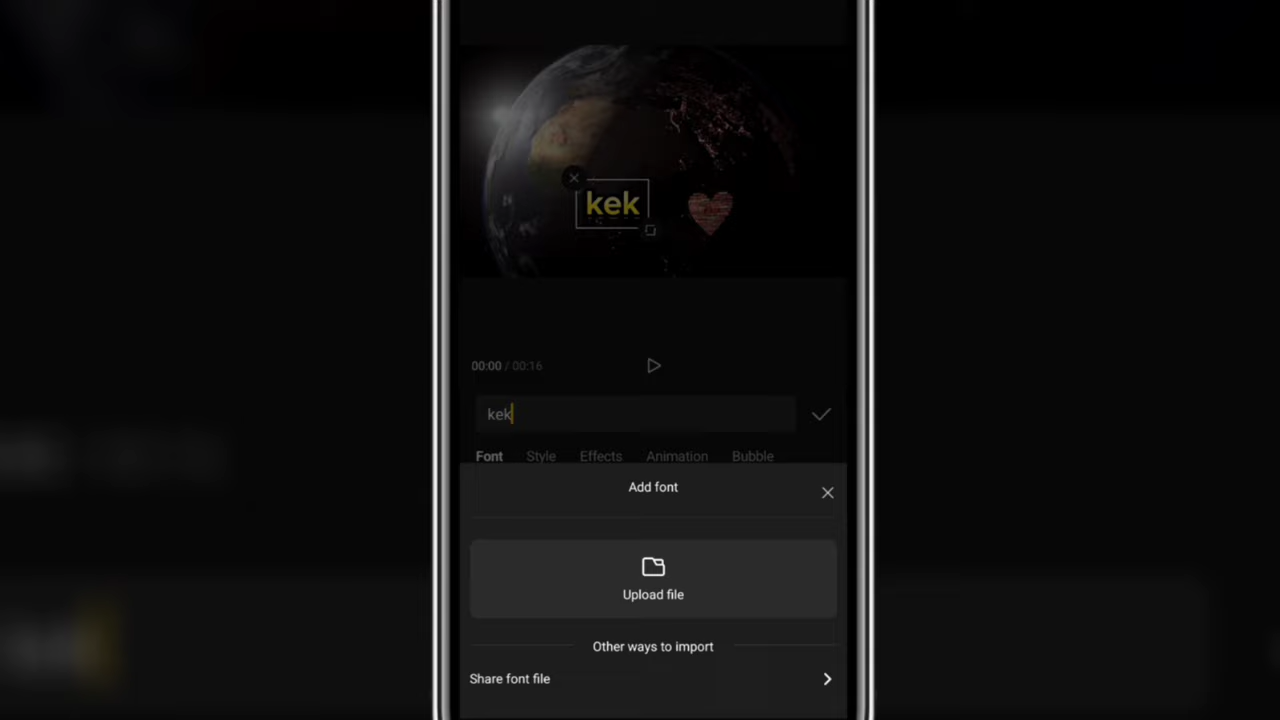 kek
00:00 / 00:16
kek
Font Style Effects Animation Bubble
Add font
Upload file
Other ways to import
Share font file